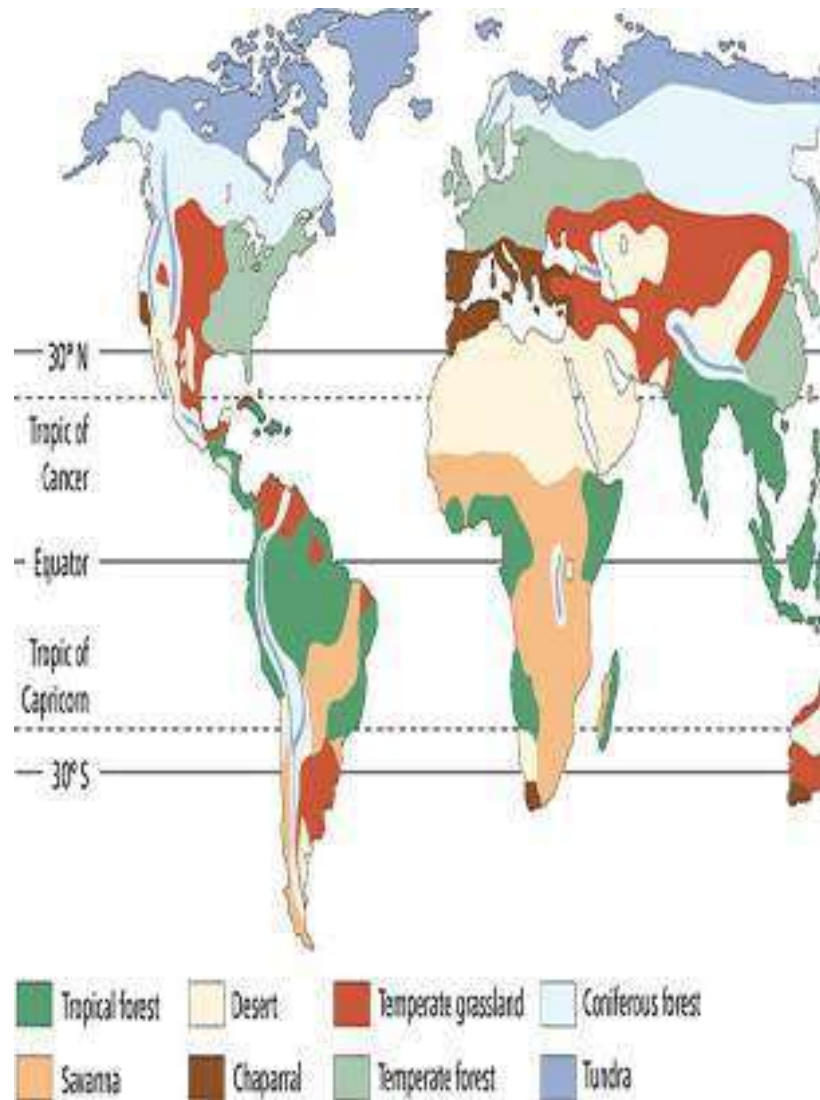 30° N
Tropic of
Cancer
Equator
Tropic of
Capricorn
30° S
Tropical forest
Desert
Temperate grassland
Coniferous forest
Savanna
Chaparral
Temperate forest
Tundra